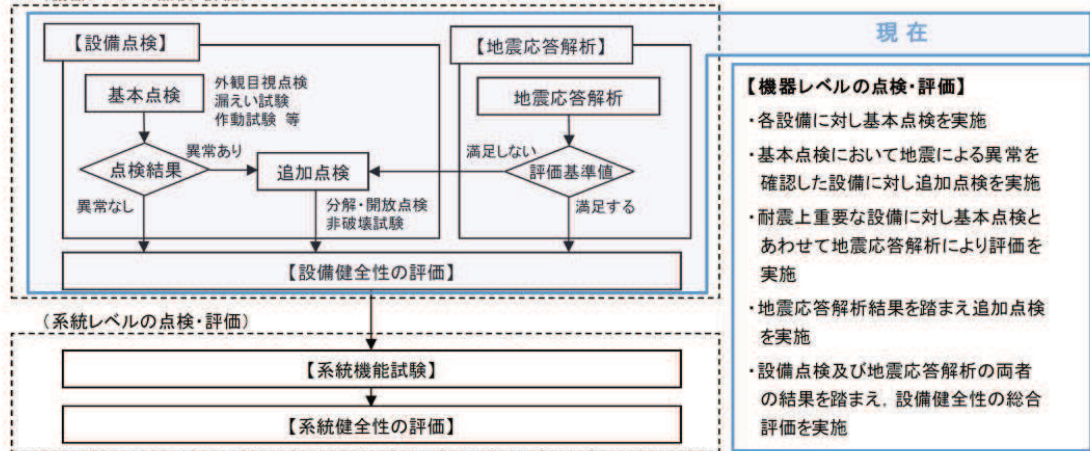 現在
【設備点検】
【地震応答解析】
基本点検
外観目視点検
漏えい試験
作動試験 等
地震応答解析
点検結果
異常あり
追加点検
満足しない
評価基準値
異常なし
分解・開放点検
非破壊試験
満足する
【設備健全性の評価】
(系統レベルの点検・評価)
【系統機能試験】
【系統健全性の評価】
【機器レベルの点検・評価】
・各設備に対し基本点検を実施
・基本点検において地震による異常を
確認した設備に対し追加点検を実施
・耐震上重要な設備に対し基本点検と
あわせて地震応答解析により評価を
実施
・地震応答解析結果を踏まえ追加点検
を実施
・設備点検及び地震応答解析の両者
の結果を踏まえ，設備健全性の総合
評価を実施